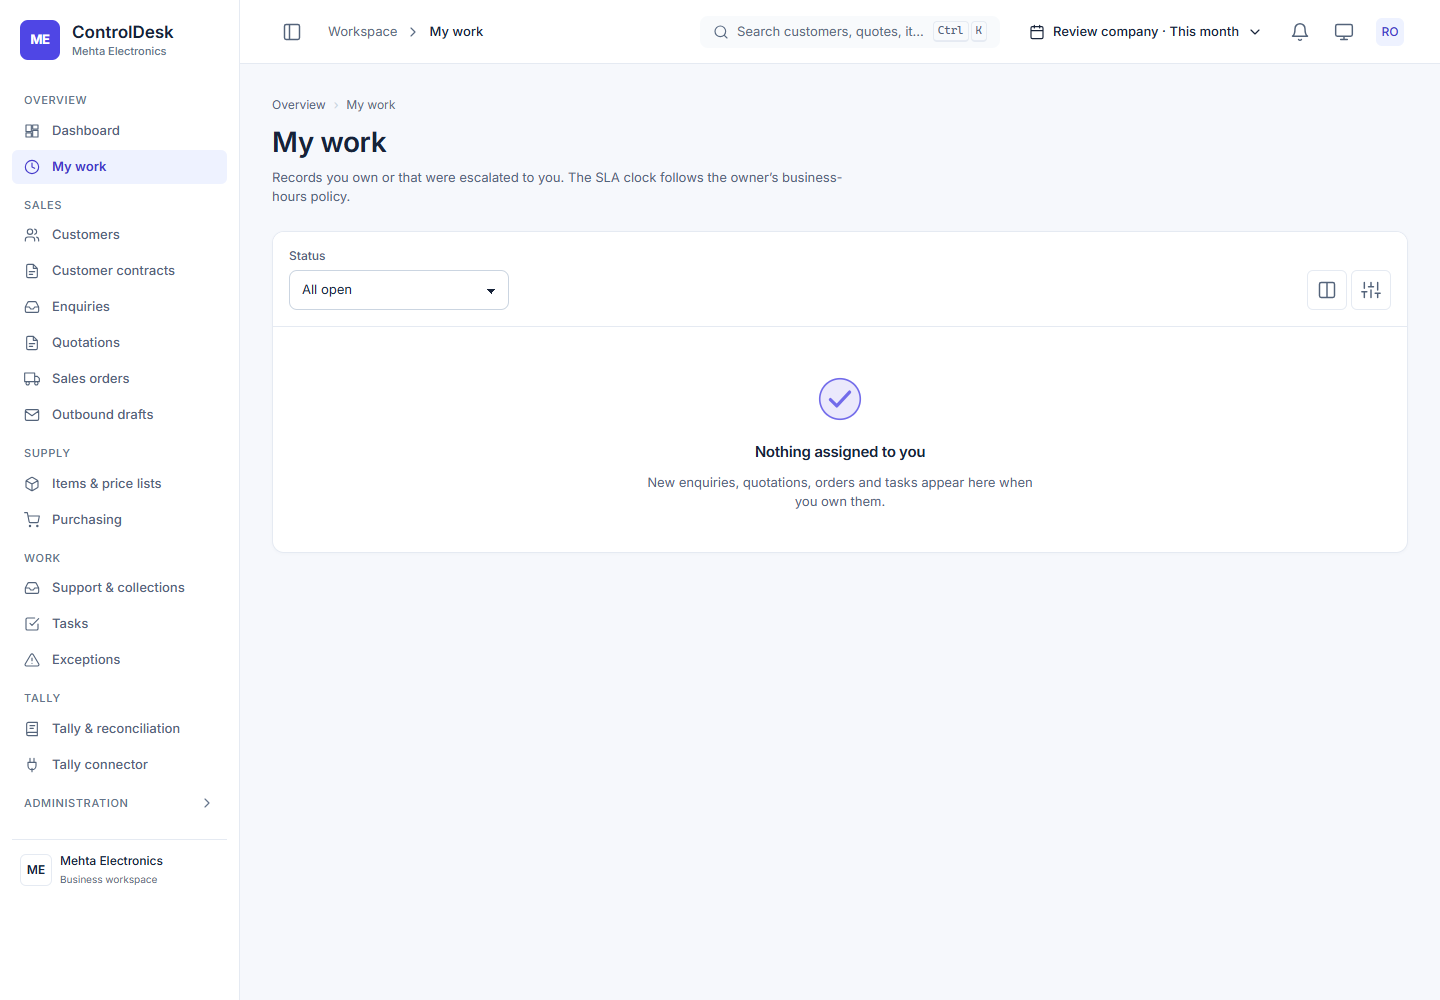 ME
ControlDesk
Mehta Electronics
OVERVIEW
Dashboard
My work
SALES
Customers
Customer contracts
Enquiries
Quotations
Sales orders
Outbound drafts
SUPPLY
Items & price lists
Purchasing
WORK
Support & collections
Tasks
Exceptions
TALLY
Tally & reconciliation
Tally connector
ADMINISTRATION
ME
Mehta Electronics
Business workspace
Workspace > My work
Search customers, quotes, it... Ctrl K
Review company · This month
RO
Overview › My work
My work
Records you own or that were escalated to you. The SLA clock follows the owner’s business-
hours policy.
Status
All open
Nothing assigned to you
New enquiries, quotations, orders and tasks appear here when
you own them.